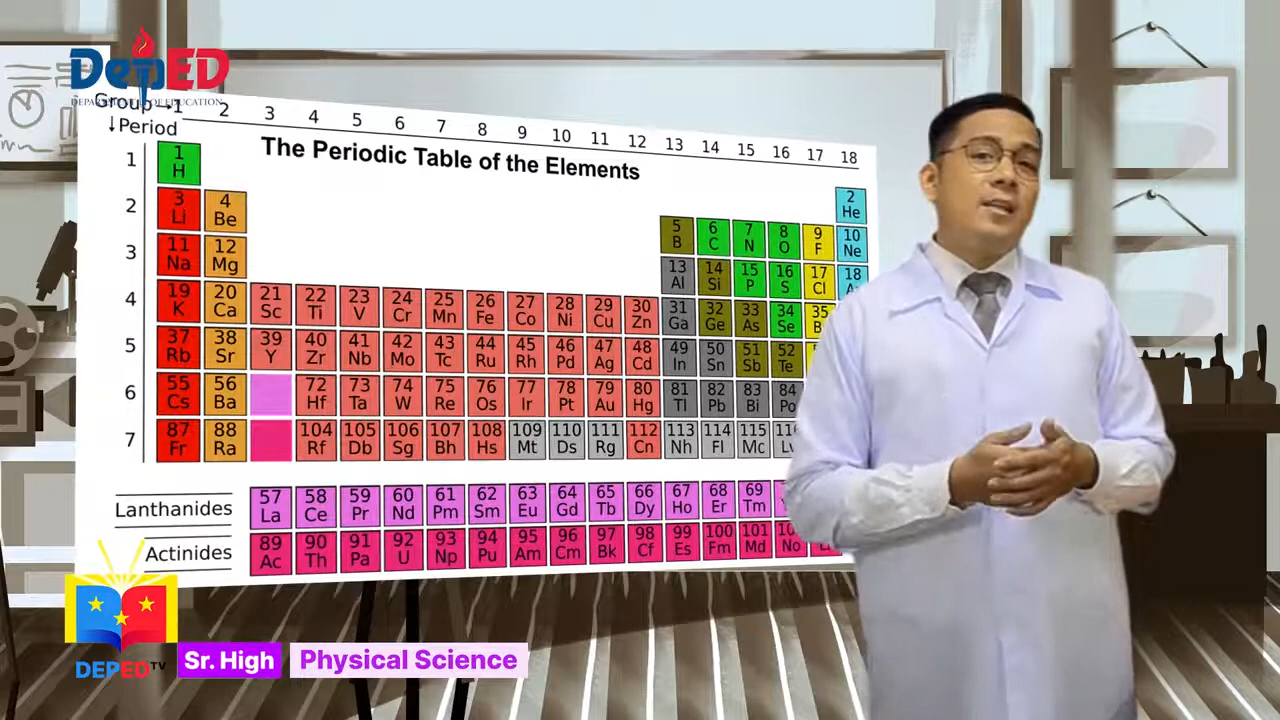 DepED
DEPARTMENT OF EDUCATION
Group →1 2 3 4 5 6 7 8 9 10 11 12 13 14 15 16 17 18
↓Period
The Periodic Table of the Elements
1 1 H
2 He
2 3 Li 4 Be 5 B 6 C 7 N 8 O 9 F 10 Ne
3 11 Na 12 Mg 13 Al 14 Si 15 P 16 S 17 Cl 18
4 19 K 20 Ca 21 Sc 22 Ti 23 V 24 Cr 25 Mn 26 Fe 27 Co 28 Ni 29 Cu 30 Zn 31 Ga 32 Ge 33 As 34 Se 35
5 37 Rb 38 Sr 39 Y 40 Zr 41 Nb 42 Mo 43 Tc 44 Ru 45 Rh 46 Pd 47 Ag 48 Cd 49 In 50 Sn 51 Sb 52 Te
6 55 Cs 56 Ba 72 Hf 73 Ta 74 W 75 Re 76 Os 77 Ir 78 Pt 79 Au 80 Hg 81 Tl 82 Pb 83 Bi 84 Po
7 87 Fr 88 Ra 104 Rf 105 Db 106 Sg 107 Bh 108 Hs 109 Mt 110 Ds 111 Rg 112 Cn 113 Nh 114 Fl 115 Mc
Lanthanides 57 La 58 Ce 59 Pr 60 Nd 61 Pm 62 Sm 63 Eu 64 Gd 65 Tb 66 Dy 67 Ho 68 Er 69 Tm
Actinides 89 Ac 90 Th 91 Pa 92 U 93 Np 94 Pu 95 Am 96 Cm 97 Bk 98 Cf 99 Es 100 Fm 101 Md No
DEPED TV
Sr. High
Physical Science